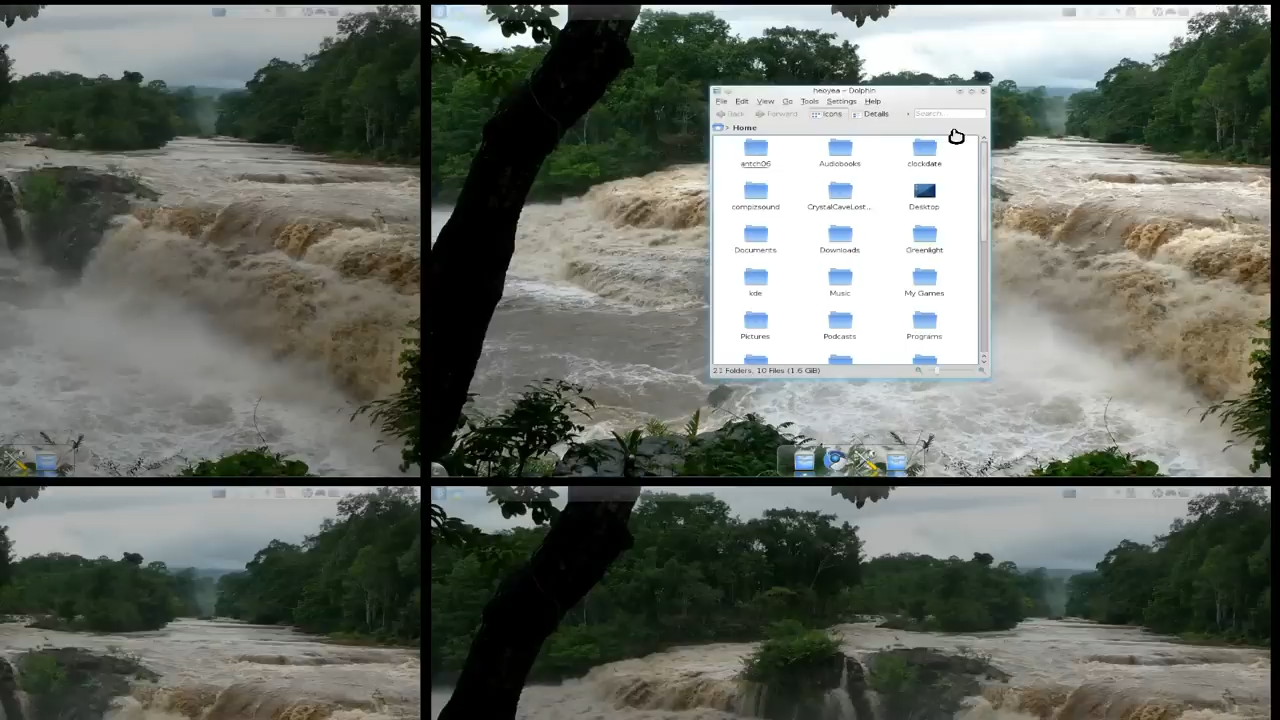 heoyea – Dolphin
File Edit View Go Tools Settings Help
Back Forward Icons Details Search...
Home
antch06 Audiobooks clockdate
compizsound CrystalCaveLost... Desktop
Documents Downloads Greenlight
kde Music My Games
Pictures Podcasts Programs
21 Folders, 10 Files (1.6 GiB)